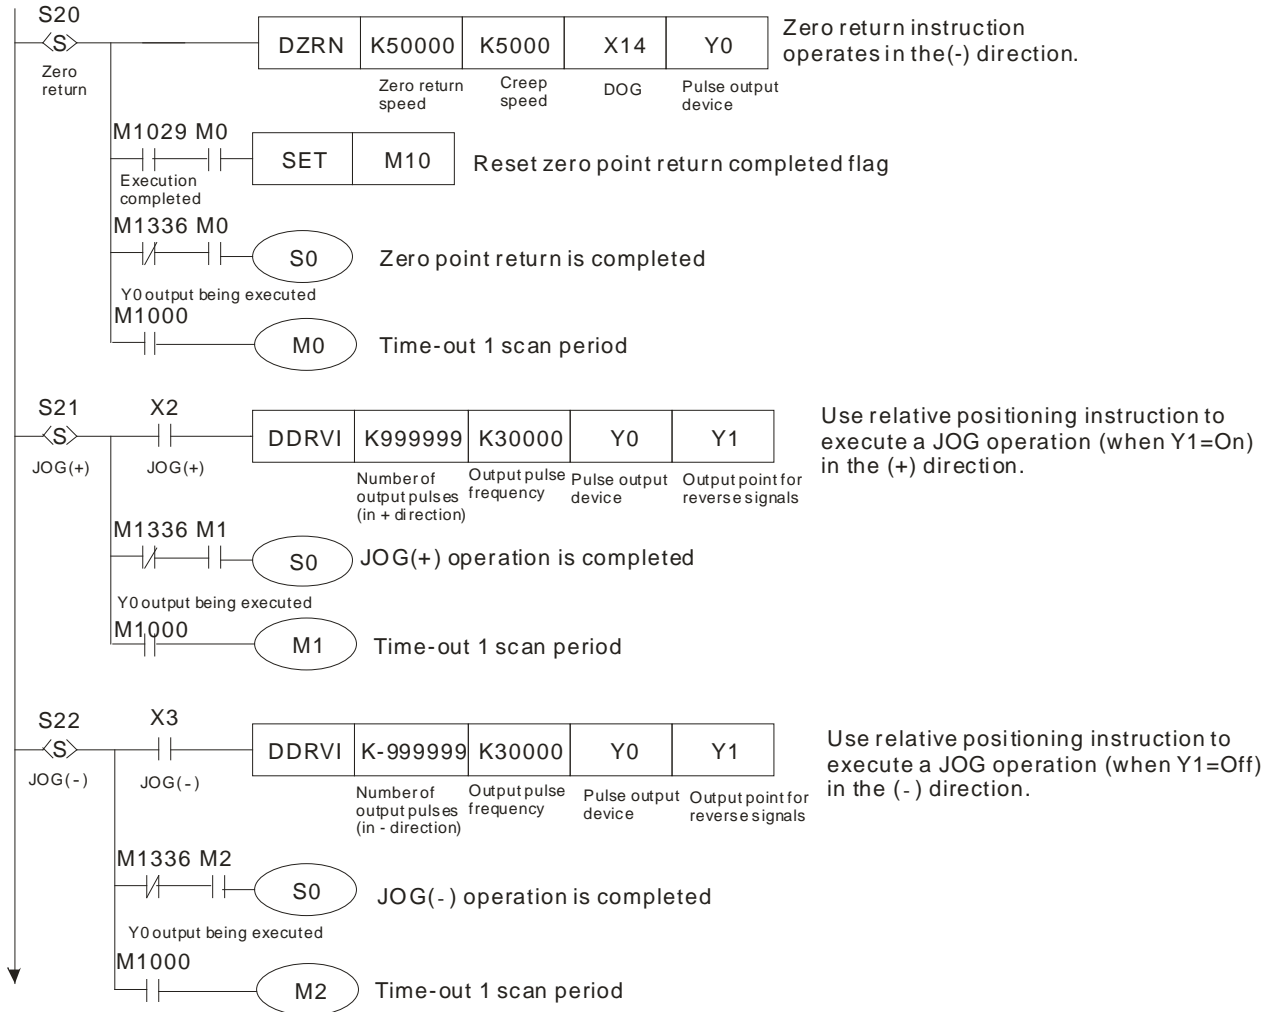 S20
S
Zero
return
DZRN K50000 K5000 X14 Y0
Zero return
speed
Creep
speed
DOG
Pulse output
device
Zero return instruction
operates in the(-) direction.
M1029 M0
SET M10
Reset zero point return completed flag
Execution
completed
M1336 M0
S0
Zero point return is completed
Y0 output being executed
M1000
M0
Time-out 1 scan period
S21
S
JOG(+)
X2
JOG(+)
DDRVI K999999 K30000 Y0 Y1
Number of
output pulses
(in + direction)
Output pulse
frequency
Pulse output
device
Output point for
reverse signals
Use relative positioning instruction to
execute a JOG operation (when Y1=On)
in the (+) direction.
M1336 M1
S0
JOG(+) operation is completed
Y0 output being executed
M1000
M1
Time-out 1 scan period
S22
S
JOG(-)
X3
JOG(-)
DDRVI K-999999 K30000 Y0 Y1
Number of
output pulses
(in - direction)
Output pulse
frequency
Pulse output
device
Output point for
reverse signals
Use relative positioning instruction to
execute a JOG operation (when Y1=Off)
in the (-) direction.
M1336 M2
S0
JOG(-) operation is completed
Y0 output being executed
M1000
M2
Time-out 1 scan period